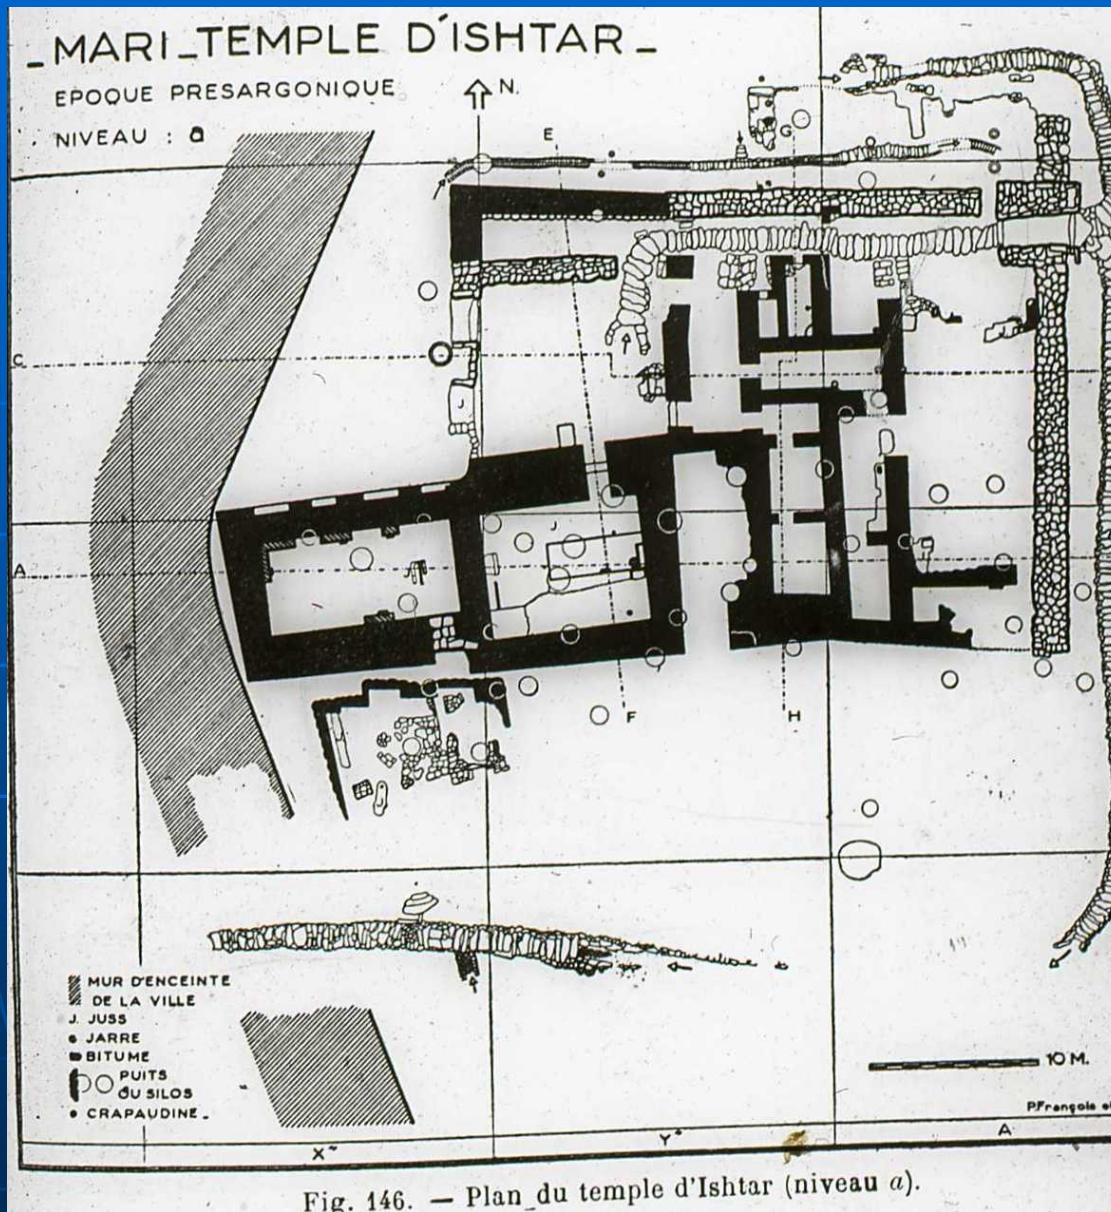 _MARI_TEMPLE D'ISHTAR_
EPOQUE PRESARGONIQUE
NIVEAU : a
N.
E
G
C
J
J
A
F
H
MUR D'ENCEINTE
DE LA VILLE
J. JUSS
JARRE
BITUME
PUITS
OU SILOS
CRAPAUDINE_
10 M.
P.François
A
Fig. 146. — Plan du temple d'Ishtar (niveau a).